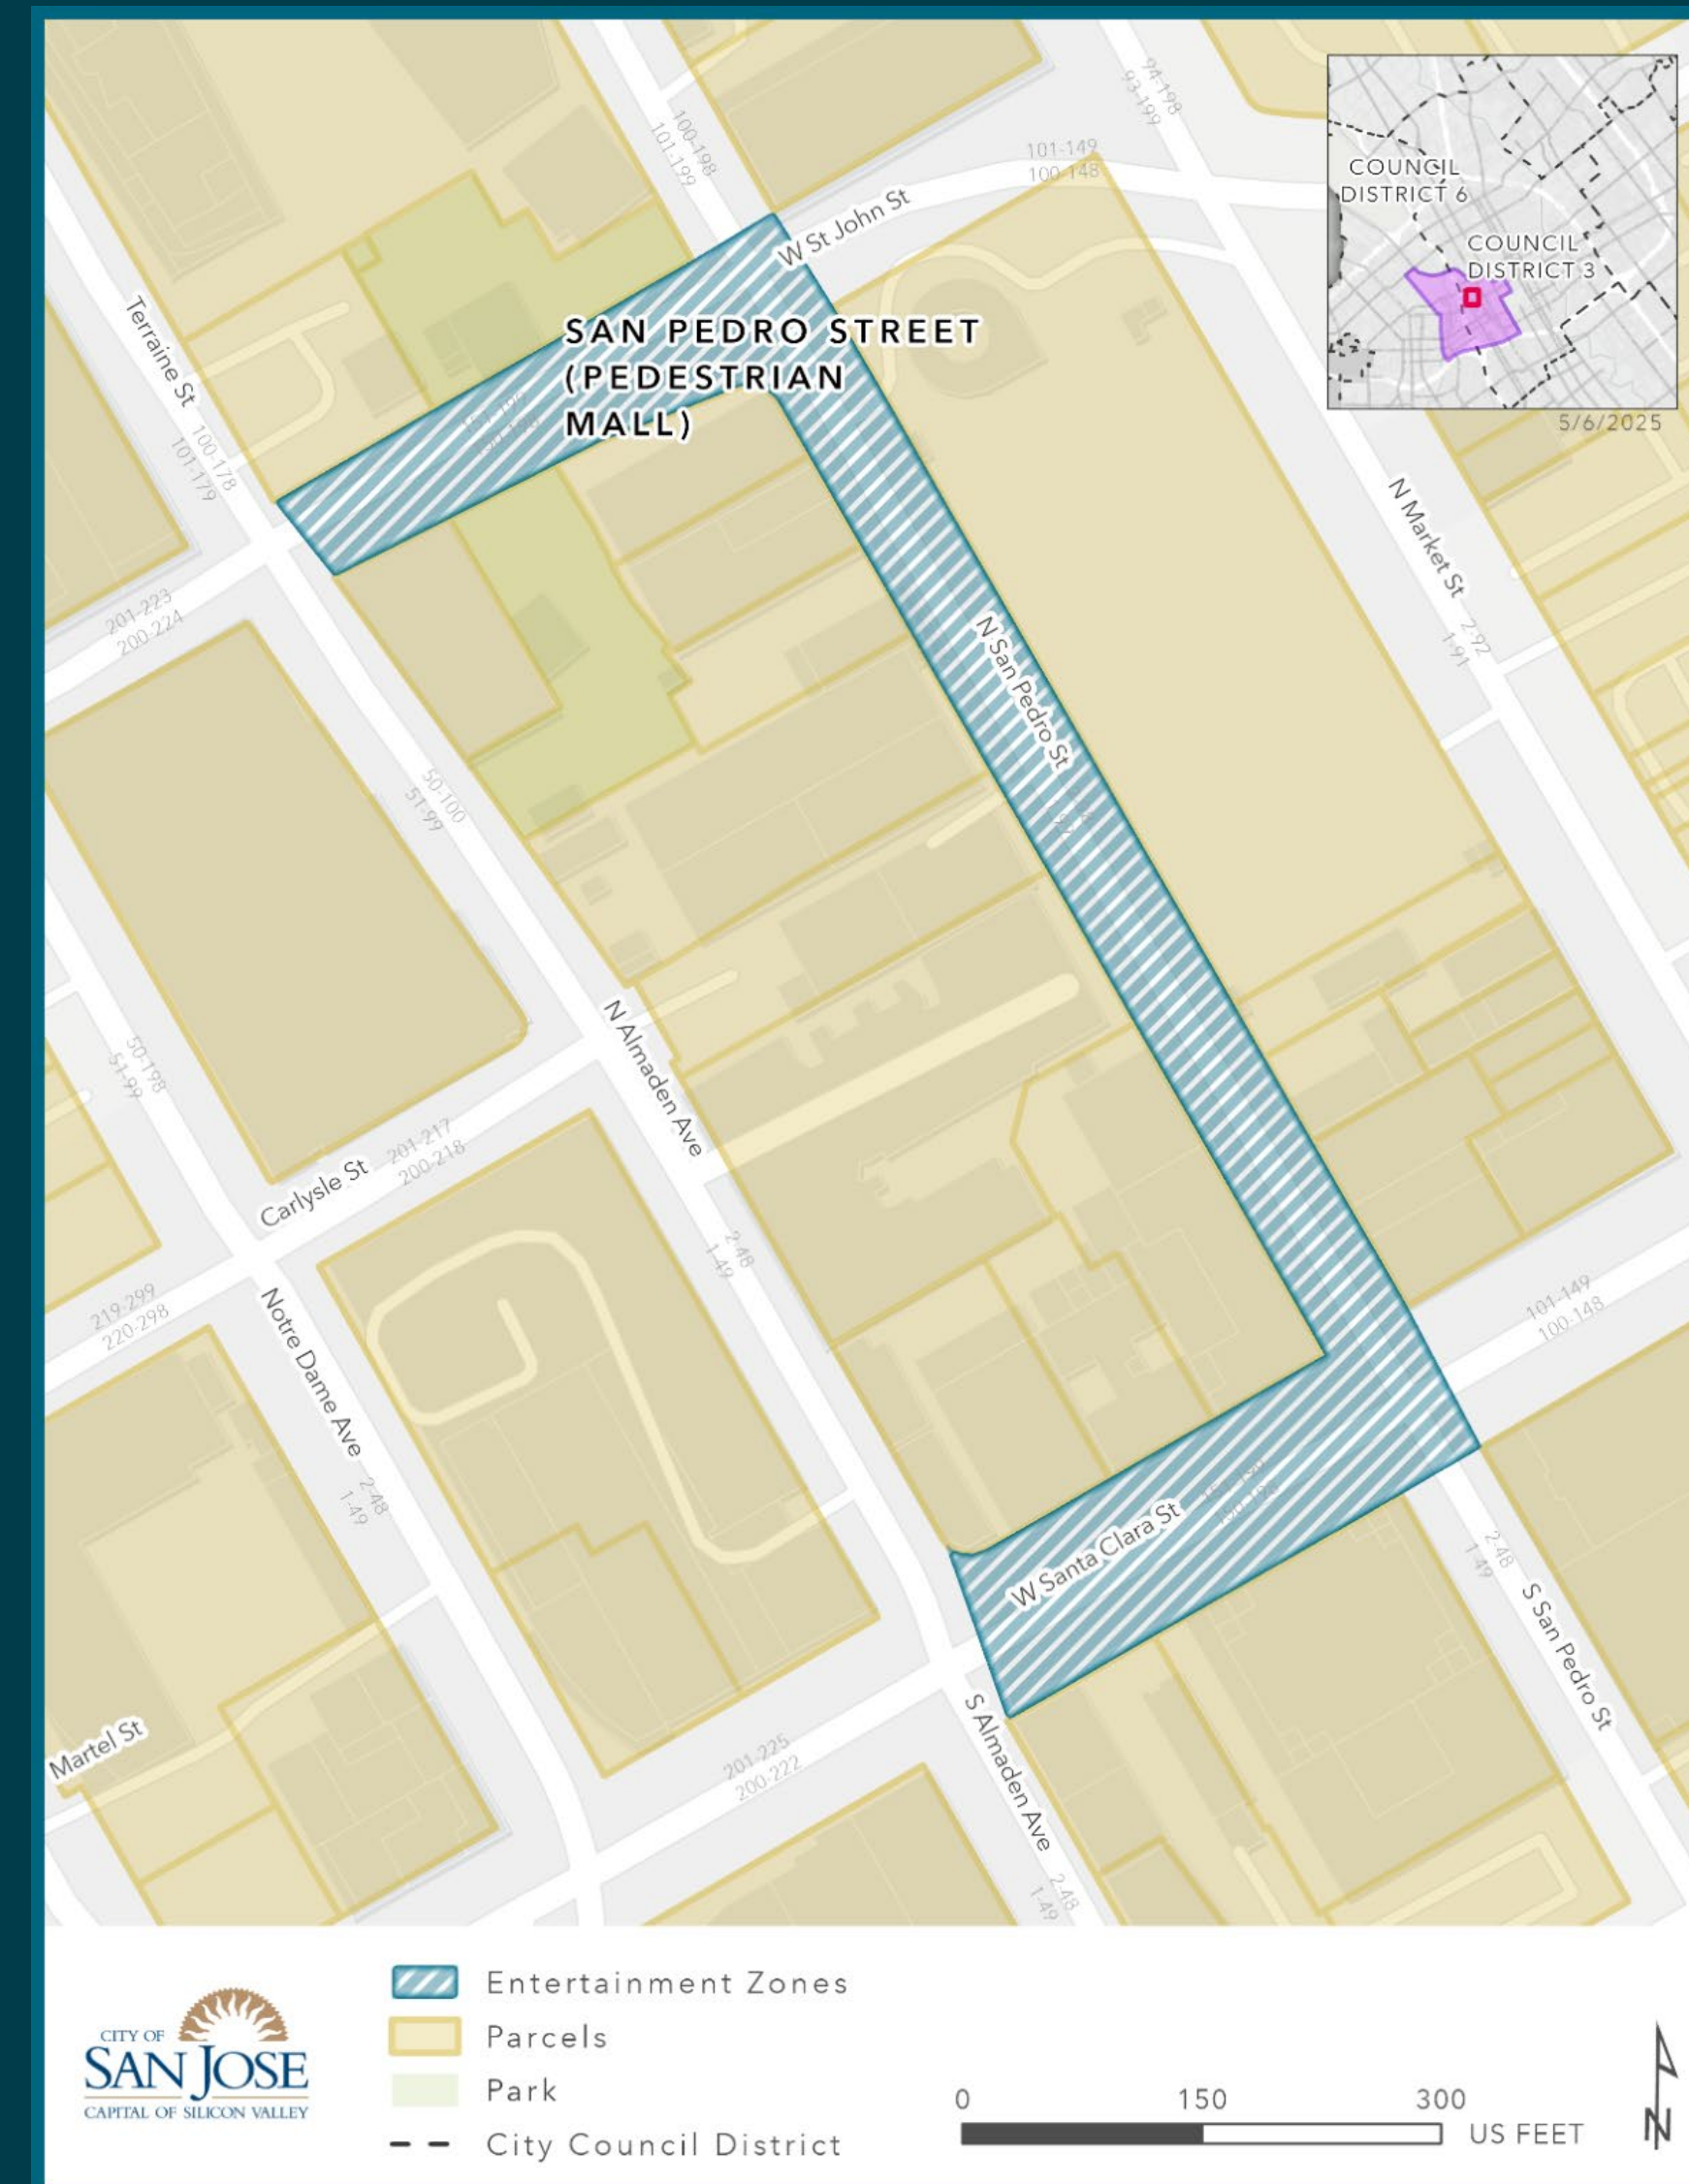 94-198
93-199
100-198
101-199
101-149
100-148
COUNCIL
DISTRICT 6
COUNCIL
DISTRICT 3
5/6/2025
W St John St
SAN PEDRO STREET
(PEDESTRIAN
MALL)
Terraine St
100-178
101-179
N Market St
2-92
1-91
201-223
200-224
N San Pedro St
50-100
51-99
50-198
51-99
N Almaden Ave
201-217
200-218
Carlysle St
2-48
1-49
219-299
220-298
101-149
100-148
Notre Dame Ave
2-48
1-49
W Santa Clara St
2-48
1-49
S San Pedro St
Martel St
201-225
200-222
S Almaden Ave
2-48
1-49
CITY OF
SAN JOSE
CAPITAL OF SILICON VALLEY
Entertainment Zones
Parcels
Park
City Council District
0 150 300
US FEET
N